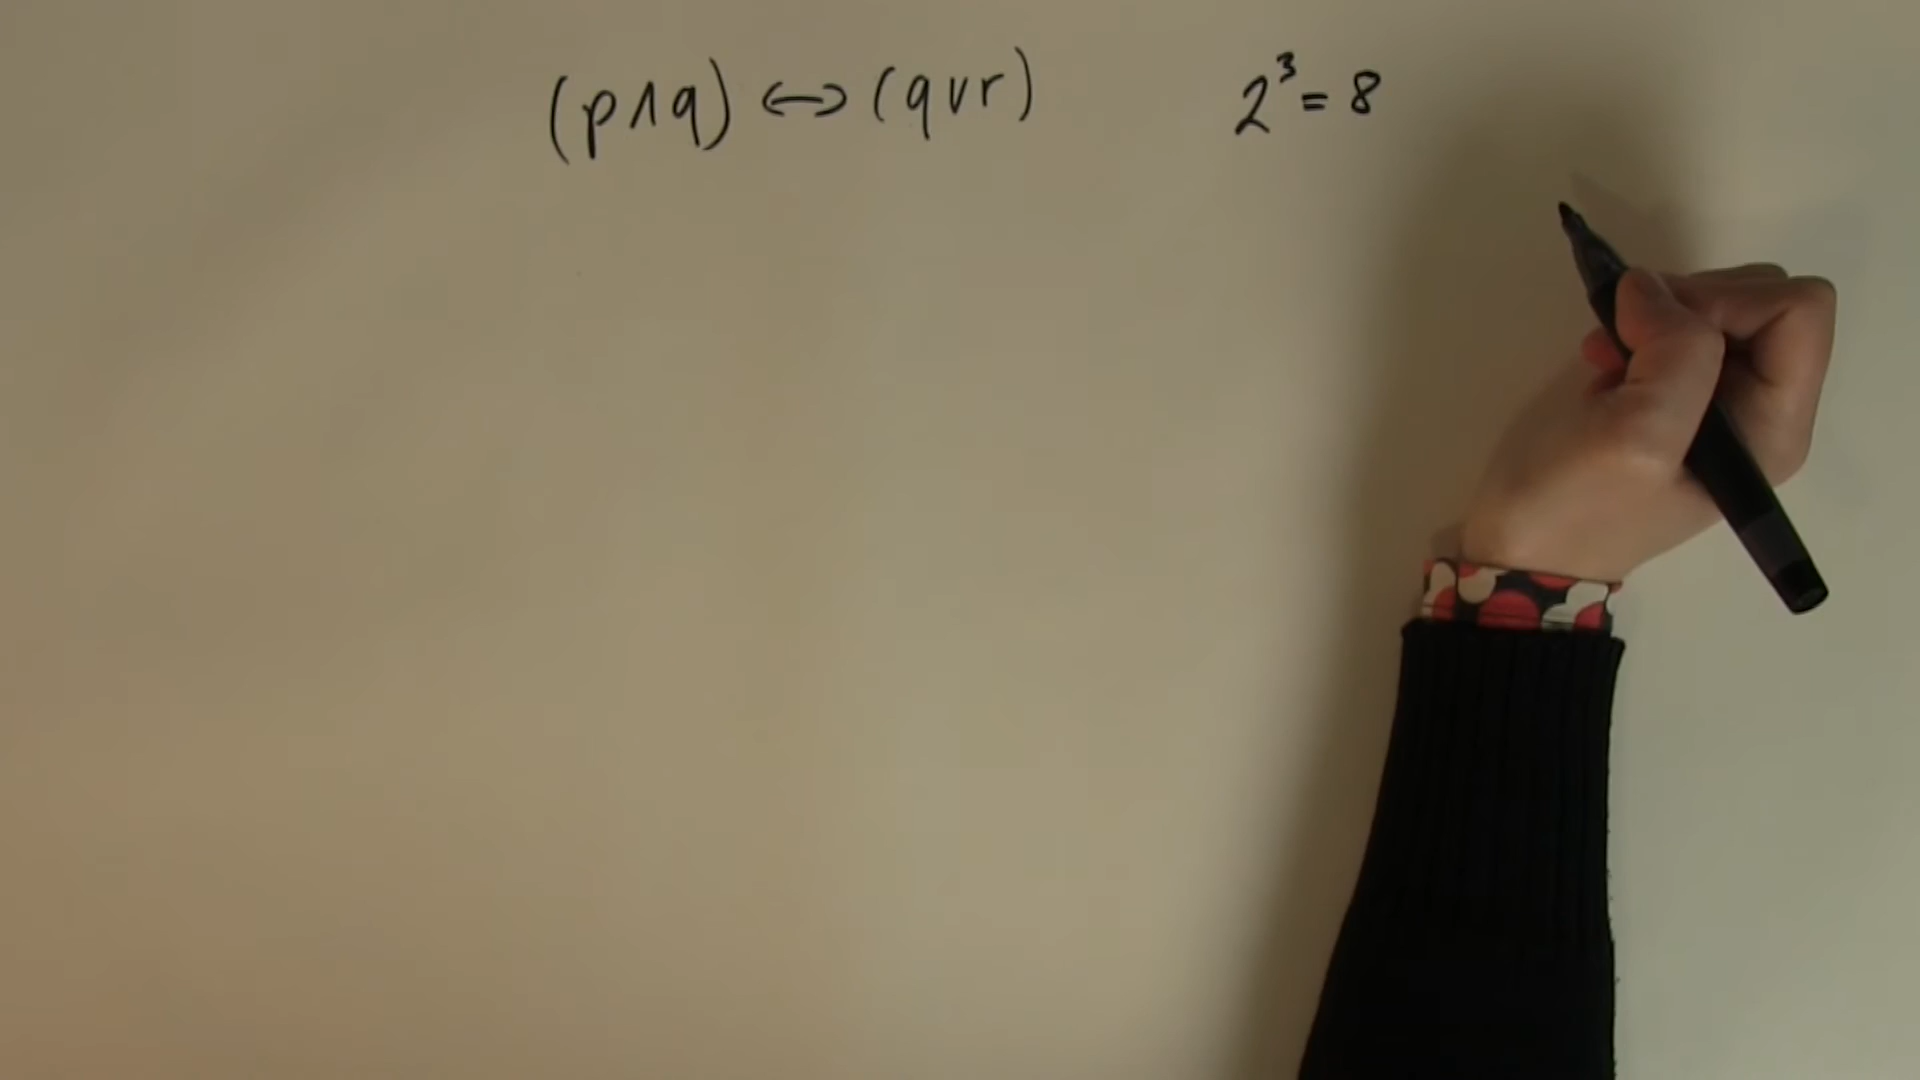 (p∧q) ↔ (q∨r) 2³ = 8